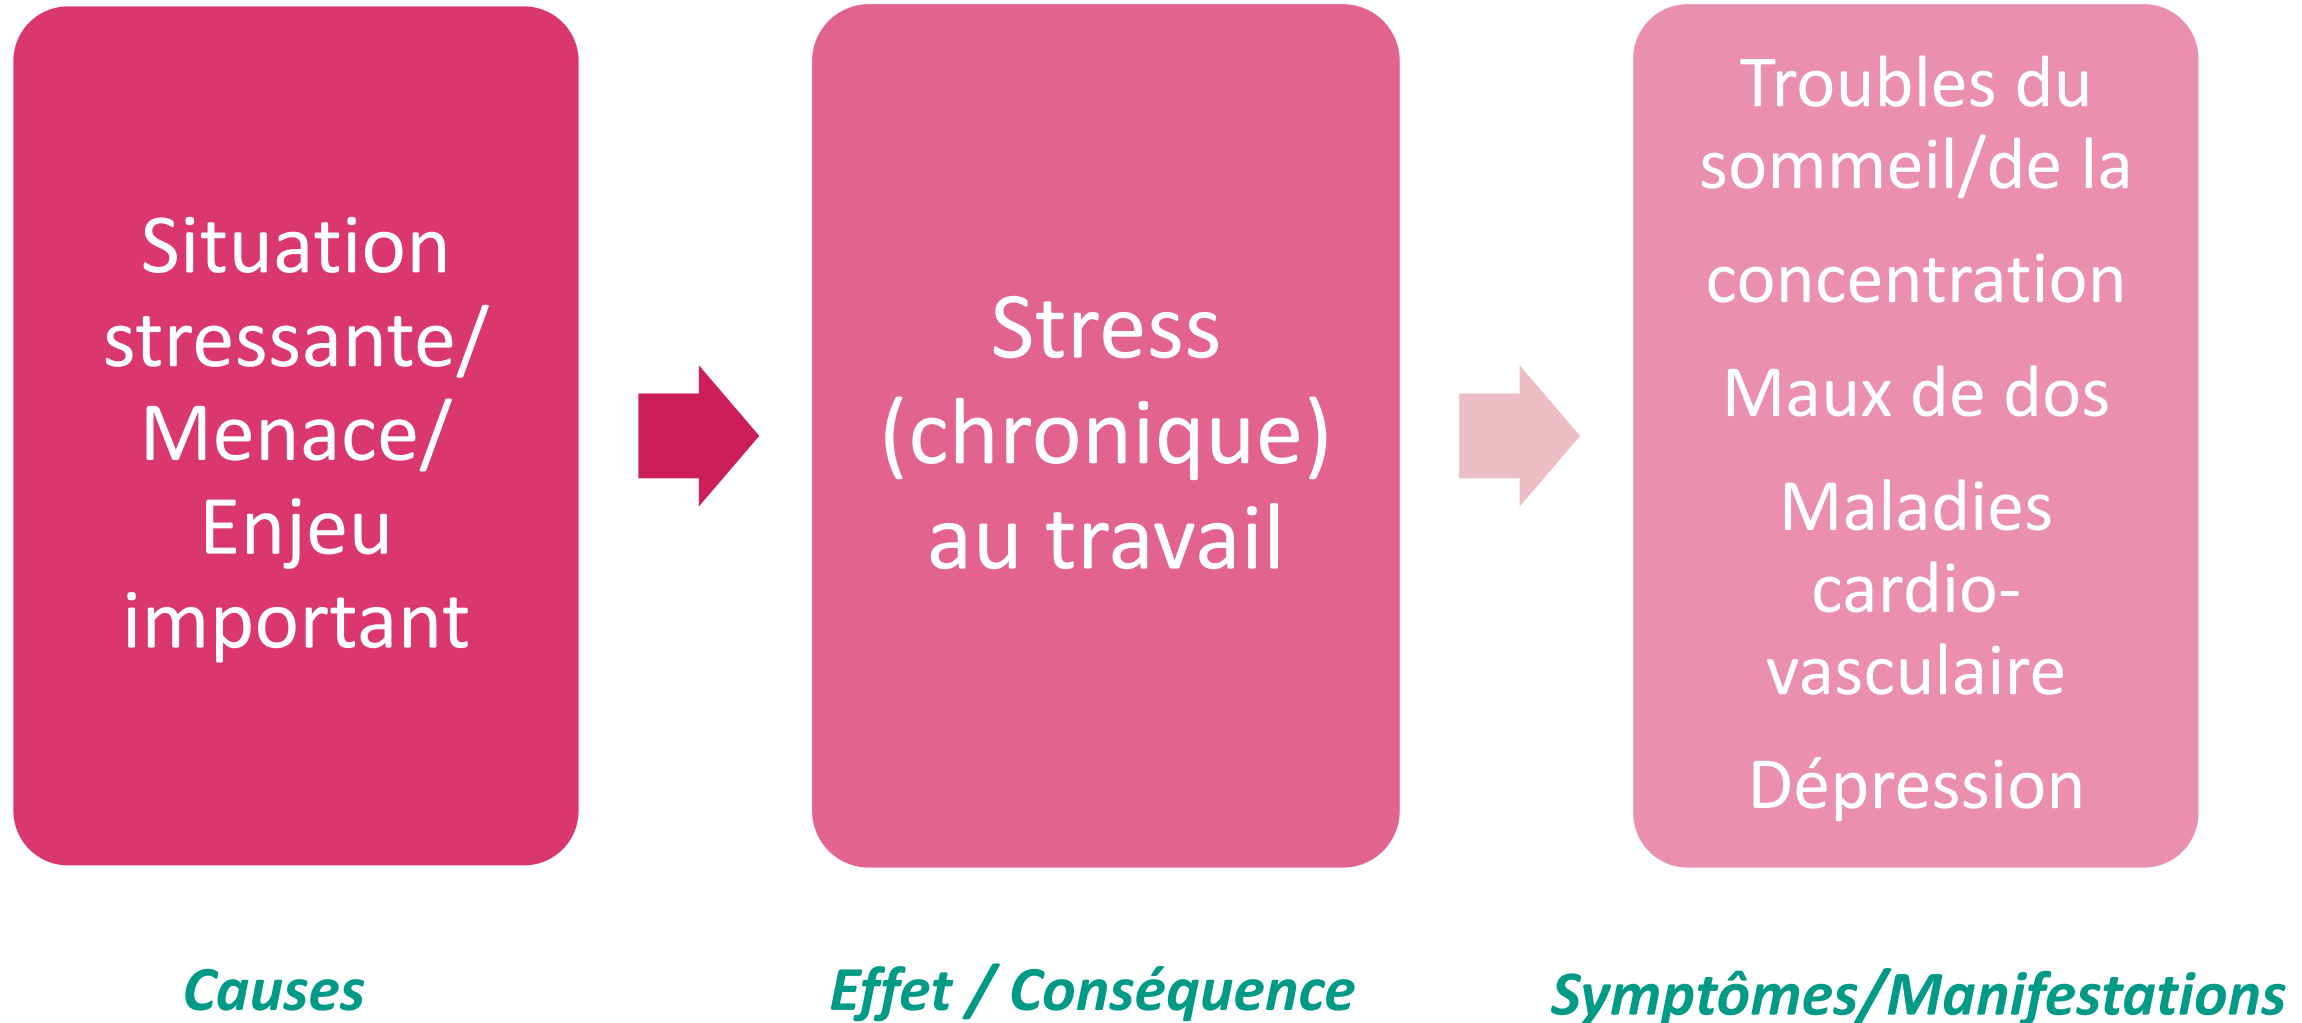 Situation
stressante/
Menace/
Enjeu
important
Stress
(chronique)
au travail
Troubles du
sommeil/de la
concentration
Maux de dos
Maladies
cardio-
vasculaire
Dépression
Causes
Effet / Conséquence
Symptômes/Manifestations